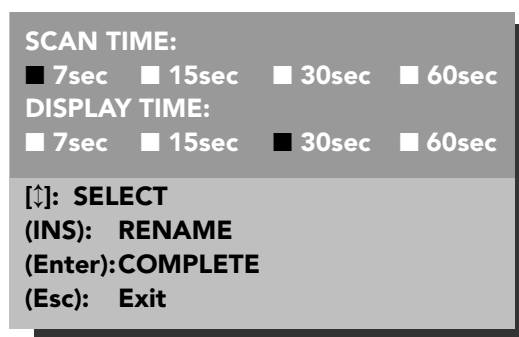 SCAN TIME:
■ 7sec ■ 15sec ■ 30sec ■ 60sec
DISPLAY TIME:
■ 7sec ■ 15sec ■ 30sec ■ 60sec
[↕]: SELECT
(INS): RENAME
(Enter):COMPLETE
(Esc): Exit